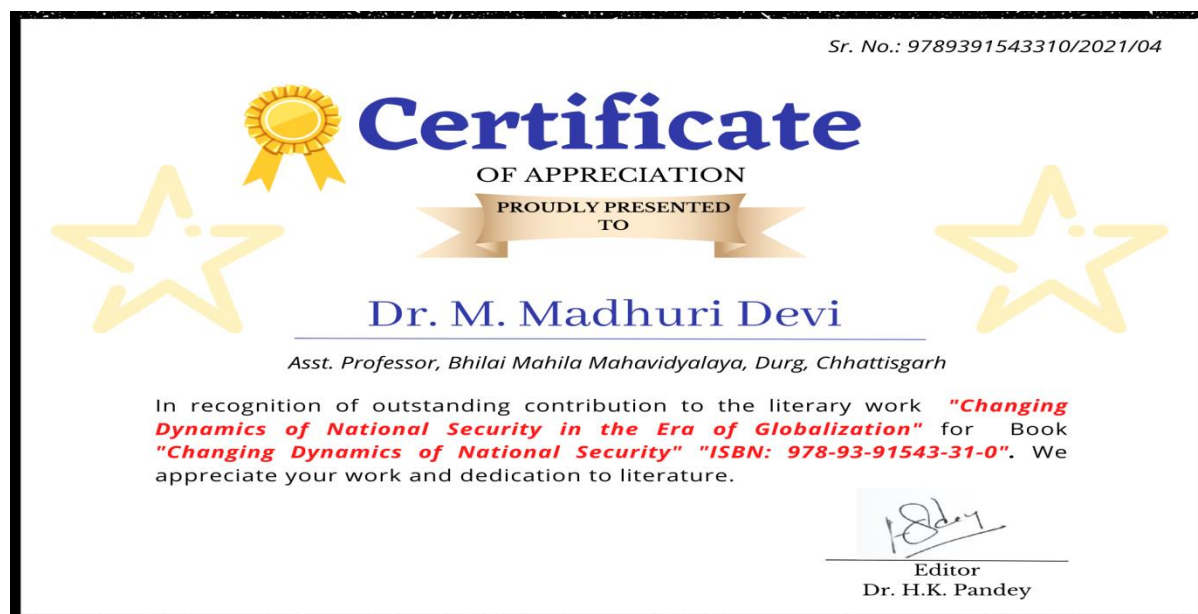 Sr. No.: 9789391543310/2021/04
Certificate
OF APPRECIATION
PROUDLY PRESENTED
TO
Dr. M. Madhuri Devi
Asst. Professor, Bhilai Mahila Mahavidyalaya, Durg, Chhattisgarh
In recognition of outstanding contribution to the literary work "Changing
Dynamics of National Security in the Era of Globalization" for Book
"Changing Dynamics of National Security" "ISBN: 978-93-91543-31-0". We
appreciate your work and dedication to literature.
Editor
Dr. H.K. Pandey